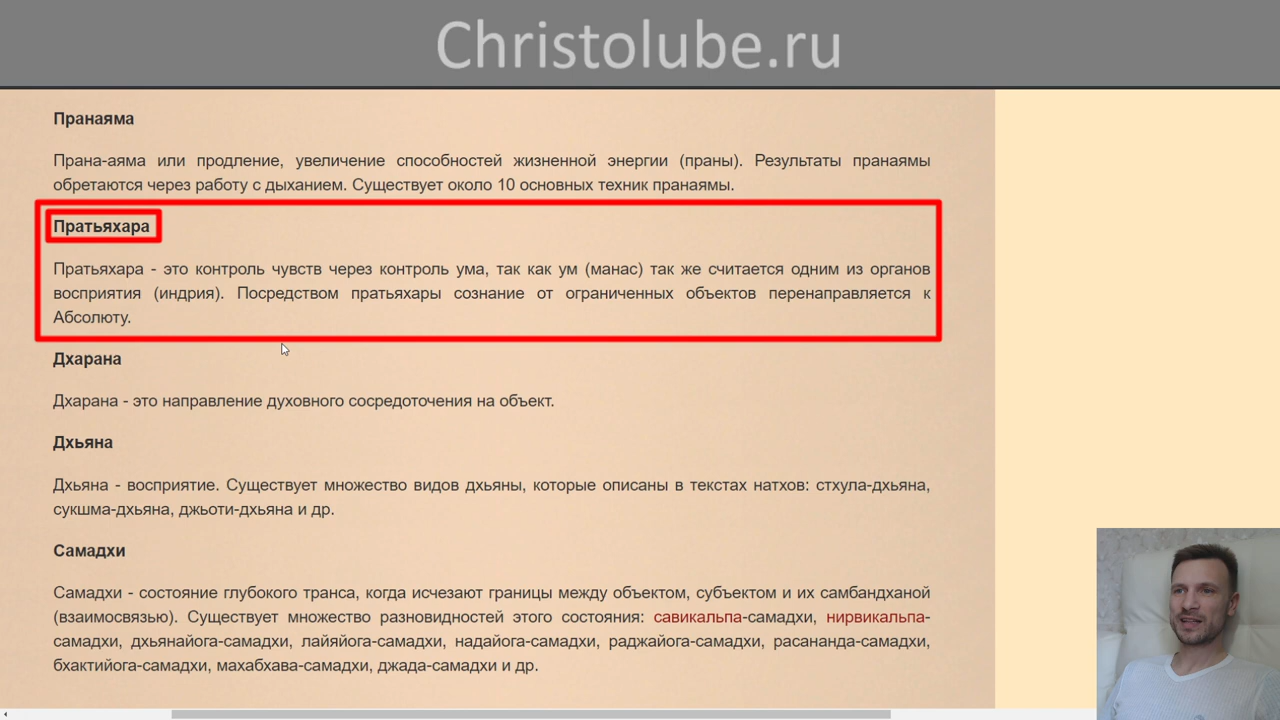 Christolube.ru
Пранаяма
Прана-аяма или продление, увеличение способностей жизненной энергии (праны). Результаты пранаямы
обретаются через работу с дыханием. Существует около 10 основных техник пранаямы.
Пратьяхара
Пратьяхара - это контроль чувств через контроль ума, так как ум (манас) так же считается одним из органов
восприятия (индрия). Посредством пратьяхары сознание от ограниченных объектов перенаправляется к
Абсолюту.
Дхарана
Дхарана - это направление духовного сосредоточения на объект.
Дхьяна
Дхьяна - восприятие. Существует множество видов дхьяны, которые описаны в текстах натхов: стхула-дхьяна,
сукшма-дхьяна, джьоти-дхьяна и др.
Самадхи
Самадхи - состояние глубокого транса, когда исчезают границы между объектом, субъектом и их самбандханой
(взаимосвязью). Существует множество разновидностей этого состояния: савикальпа-самадхи, нирвикальпа-
самадхи, дхьянайога-самадхи, лайяйога-самадхи, надайога-самадхи, раджайога-самадхи, расананда-самадхи,
бхактийога-самадхи, махабхава-самадхи, джада-самадхи и др.